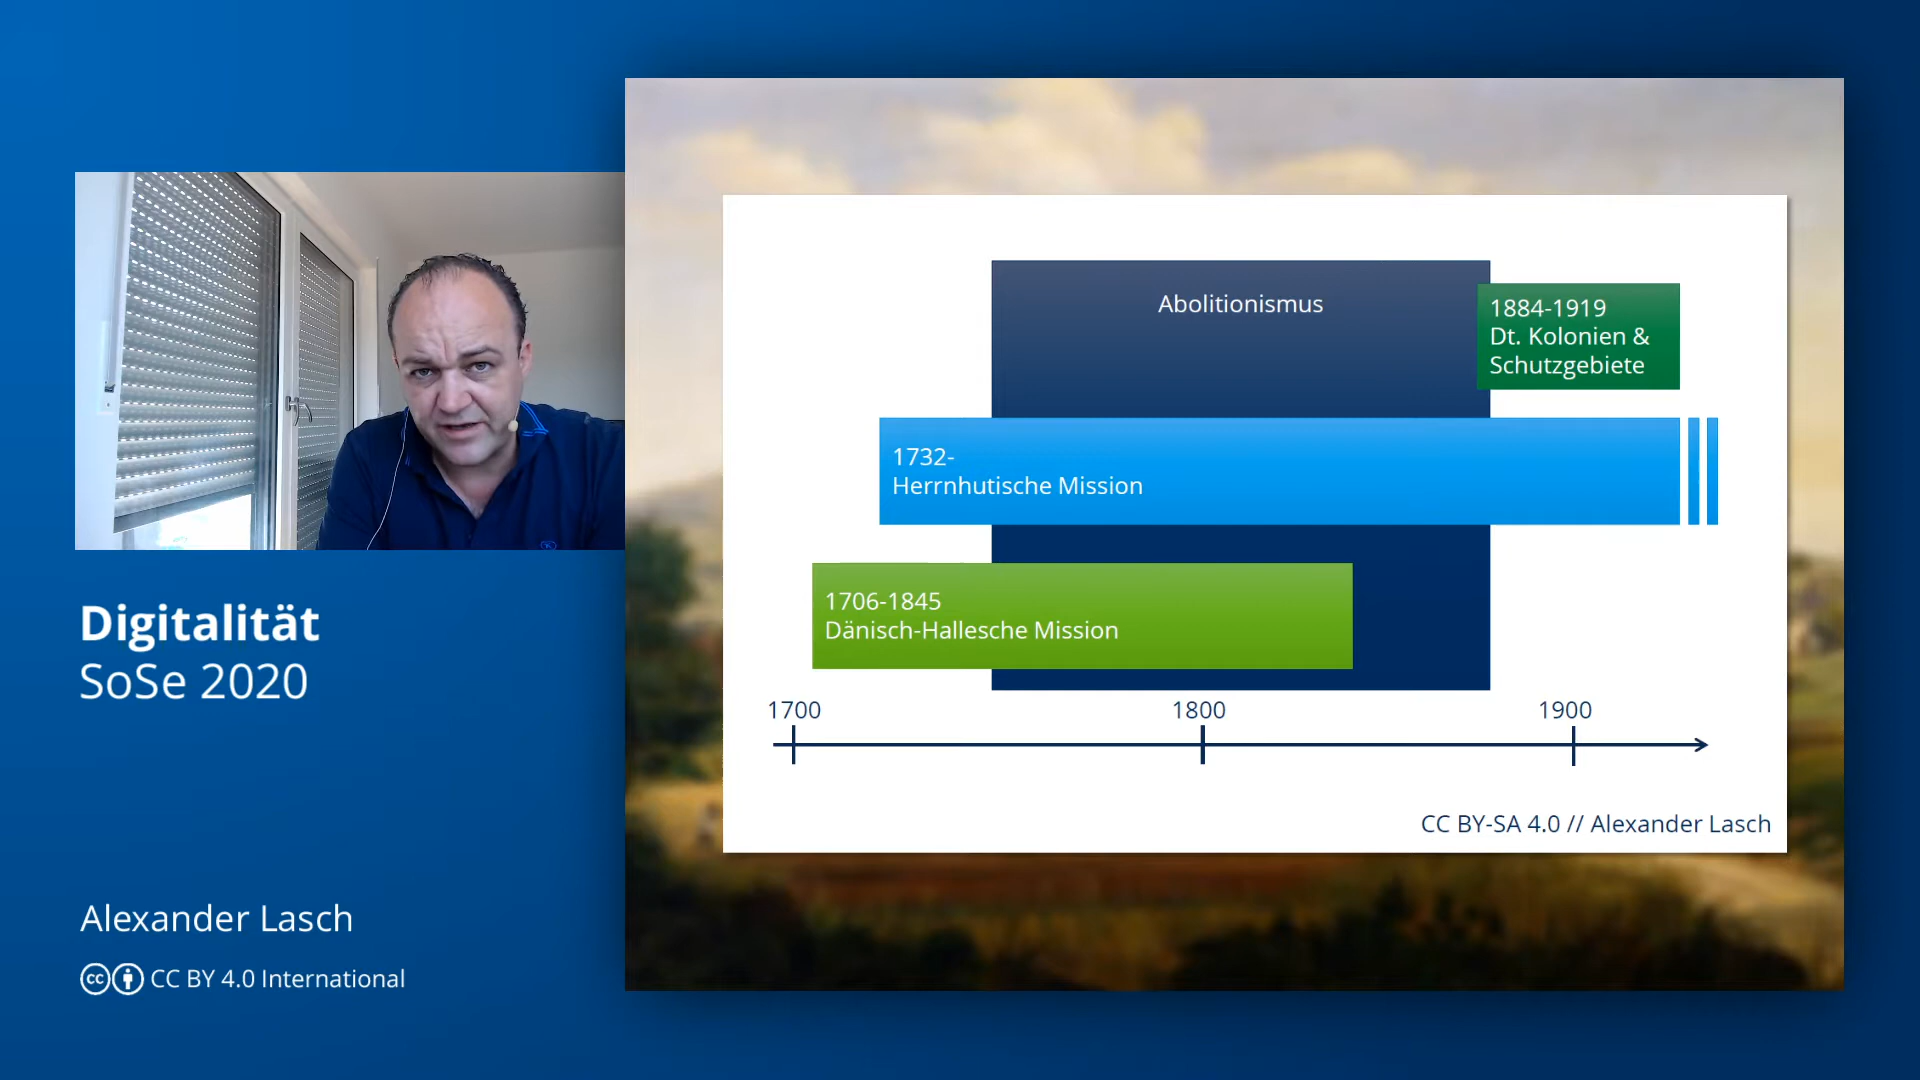 Digitalität
SoSe 2020
Alexander Lasch
CC BY 4.0 International
Abolitionismus
1884-1919
Dt. Kolonien &
Schutzgebiete
1732-
Herrnhutische Mission
1706-1845
Dänisch-Hallesche Mission
1700 1800 1900
CC BY-SA 4.0 // Alexander Lasch